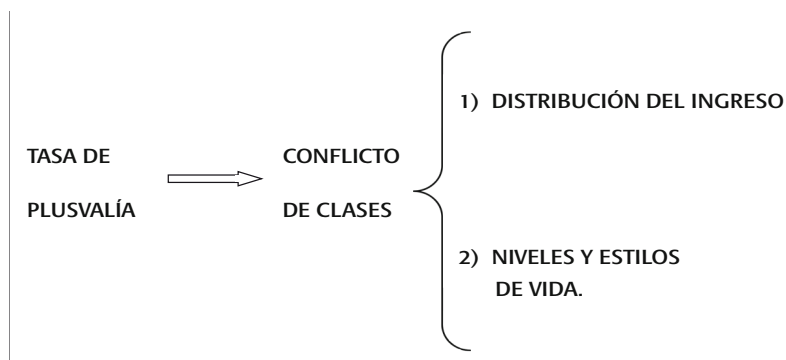 TASA DE
PLUSVALÍA
CONFLICTO
DE CLASES
1) DISTRIBUCIÓN DEL INGRESO
2) NIVELES Y ESTILOS
DE VIDA.